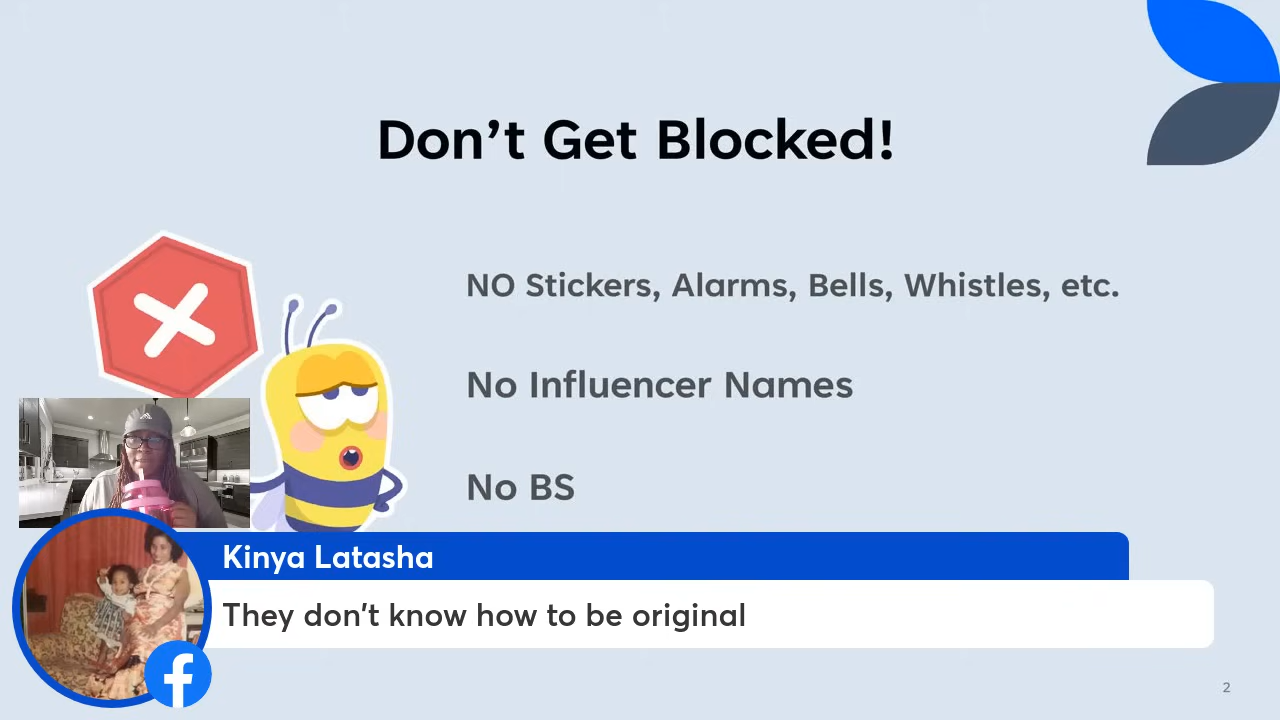 Don't Get Blocked!
NO Stickers, Alarms, Bells, Whistles, etc.
No Influencer Names
No BS
Kinya Latasha
They don't know how to be original
2